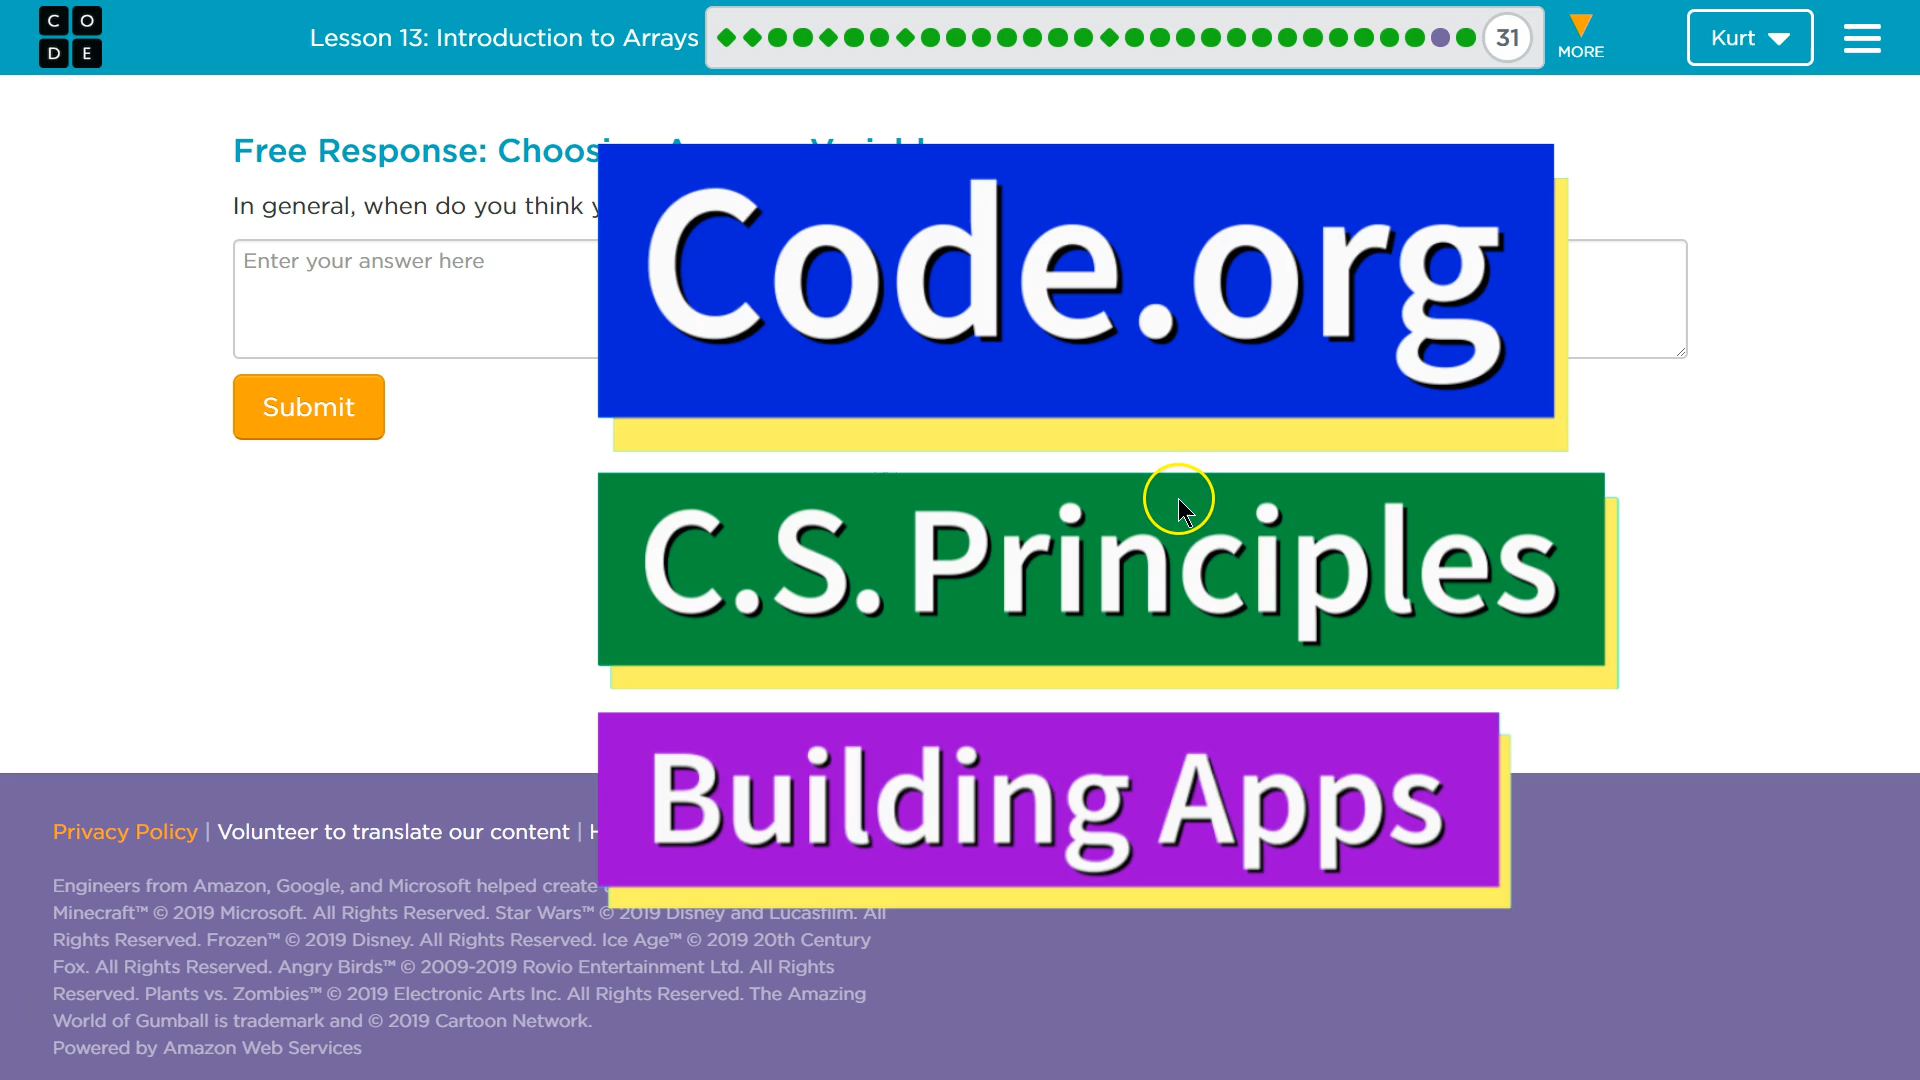 C O
D E
Lesson 13: Introduction to Arrays
31
MORE
Kurt
Free Response:
In general, when do you think
Enter your answer here
Submit
Code.org
C.S. Principles
Building Apps
Privacy Policy | Volunteer to translate our content |
Engineers from Amazon, Google, and Microsoft helped create
Minecraft™ © 2019 Microsoft. All Rights Reserved. Star Wars™ © 2019 Disney and Lucasfilm. All
Rights Reserved. Frozen™ © 2019 Disney. All Rights Reserved. Ice Age™ © 2019 20th Century
Fox. All Rights Reserved. Angry Birds™ © 2009-2019 Rovio Entertainment Ltd. All Rights
Reserved. Plants vs. Zombies™ © 2019 Electronic Arts Inc. All Rights Reserved. The Amazing
World of Gumball is trademark and © 2019 Cartoon Network.
Powered by Amazon Web Services